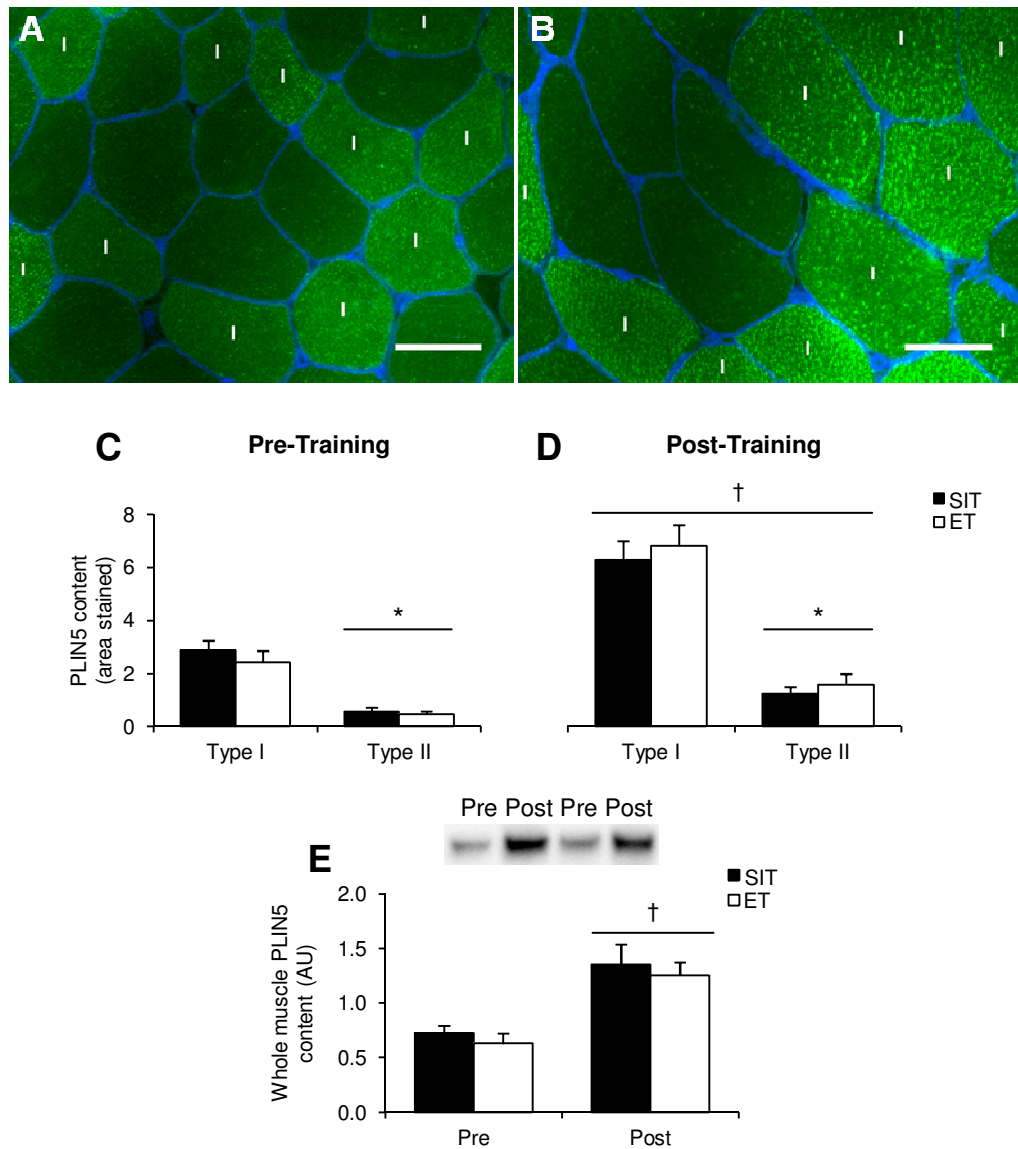 A
I
I
I
I
I
I
I
I
I
I
I
B
I
I
I
I
I
I
I
I
I
I
C
Pre-Training
D
Post-Training
PLIN5 content
(area stained)
8
6
4
2
0
*
Type I
Type II
†
*
Type I
Type II
SIT
ET
Pre Post Pre Post
E
Whole muscle PLIN5
content (AU)
2.0
1.5
1.0
0.5
0.0
†
Pre
Post
SIT
ET